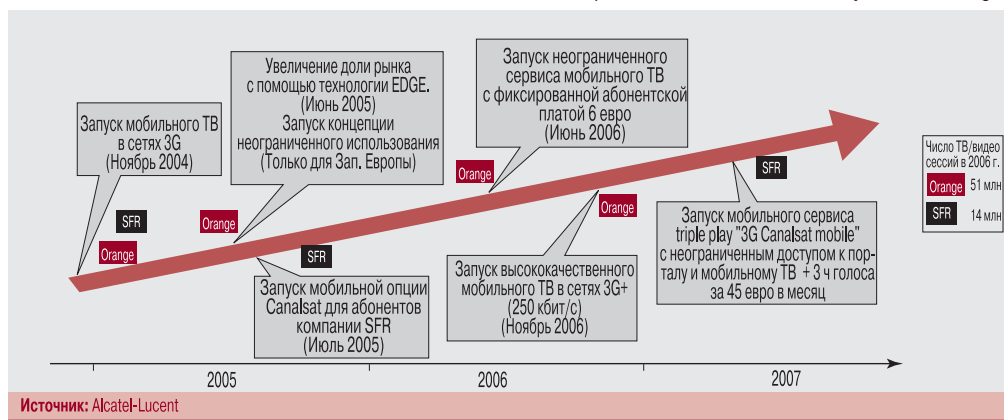 Запуск мобильного ТВ
в сетях 3G
(Ноябрь 2004)
SFR
Orange
Увеличение доли рынка
с помощью технологии EDGE.
(Июнь 2005)
Запуск концепции
неограниченного использования
(Только для Зап. Европы)
Orange
SFR
Запуск мобильной опции
Canalsat для абонентов
компании SFR
(Июль 2005)
Запуск неограниченного
сервиса мобильного ТВ
с фиксированной абонентской
платой 6 евро
(Июнь 2006)
Orange
Orange
Запуск высококачественного
мобильного ТВ в сетях 3G+
(250 кбит/с)
(Ноябрь 2006)
SFR
Запуск мобильного сервиса
triple play "3G Canalsat mobile"
с неограниченным доступом к пор-
талу и мобильному ТВ + 3 ч голоса
за 45 евро в месяц
Число ТВ/видео
сессий в 2006 г.
Orange 51 млн
SFR 14 млн
2005 2006 2007
Источник: Alcatel-Lucent